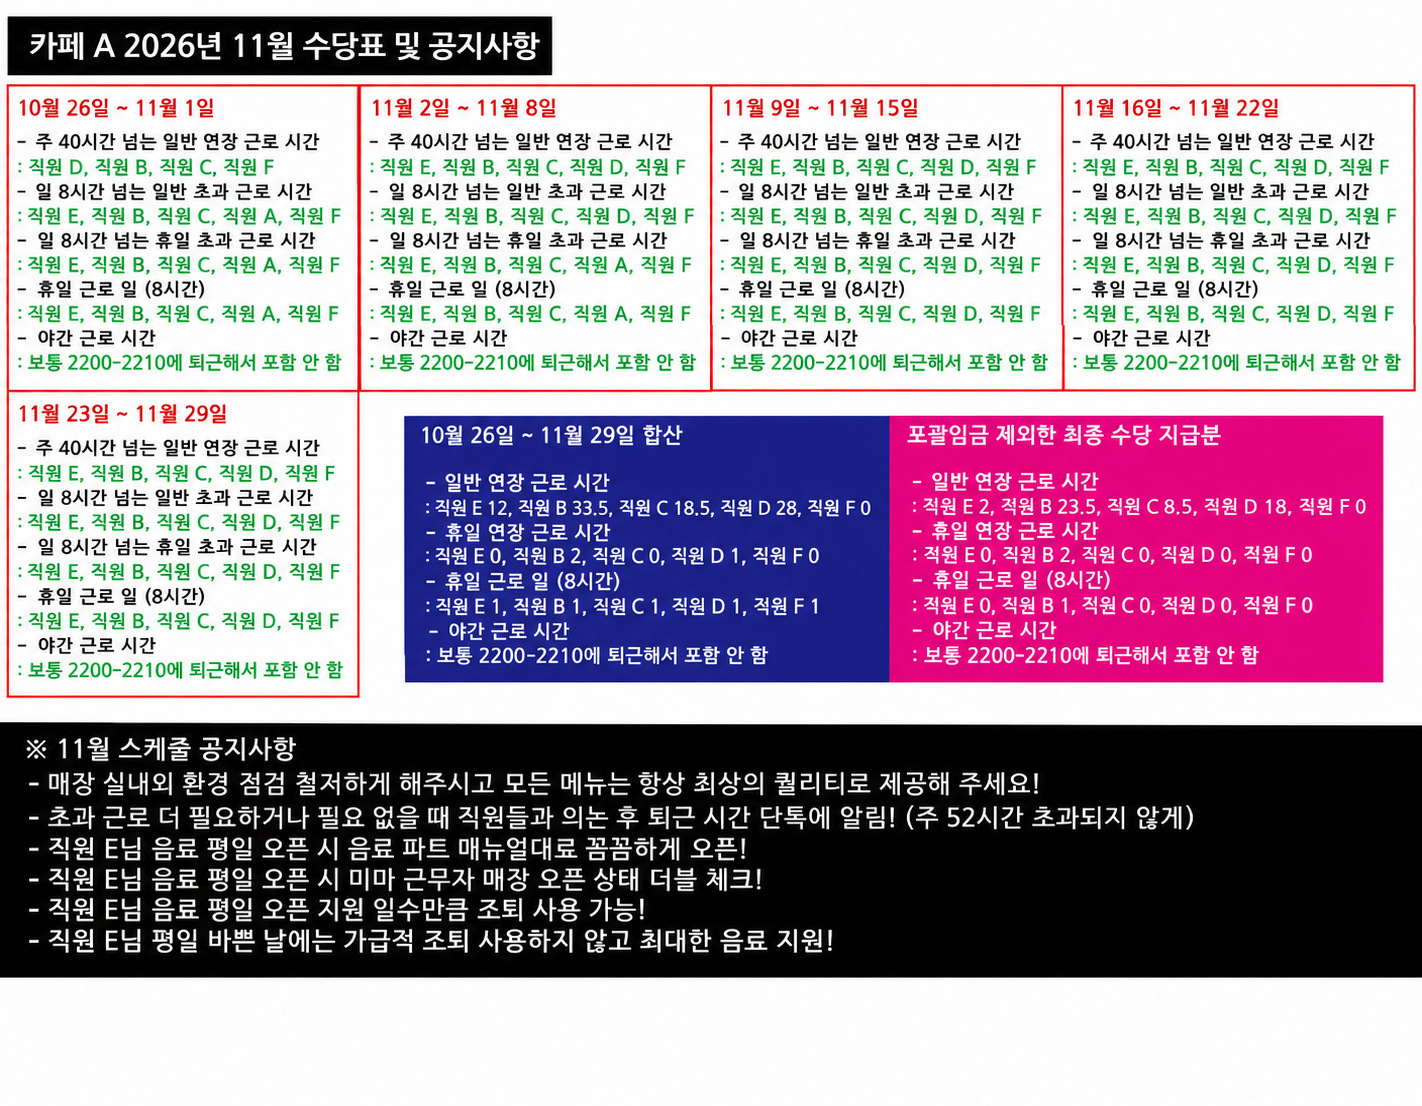 카페 A 2026년 11월 수당표 및 공지사항
10월 26일 ~ 11월 1일
- 주 40시간 넘는 일반 연장 근로 시간
: 직원 D, 직원 B, 직원 C, 직원 F
- 일 8시간 넘는 일반 초과 근로 시간
: 직원 E, 직원 B, 직원 C, 직원 A, 직원 F
- 일 8시간 넘는 휴일 초과 근로 시간
: 직원 E, 직원 B, 직원 C, 직원 A, 직원 F
- 휴일 근로 일 (8시간)
: 직원 E, 직원 B, 직원 C, 직원 A, 직원 F
- 야간 근로 시간
: 보통 2200-2210에 퇴근해서 포함 안 함
11월 2일 ~ 11월 8일
- 주 40시간 넘는 일반 연장 근로 시간
: 직원 E, 직원 B, 직원 C, 직원 D, 직원 F
- 일 8시간 넘는 일반 초과 근로 시간
: 직원 E, 직원 B, 직원 C, 직원 D, 직원 F
- 일 8시간 넘는 휴일 초과 근로 시간
: 직원 E, 직원 B, 직원 C, 직원 A, 직원 F
- 휴일 근로 일 (8시간)
: 직원 E, 직원 B, 직원 C, 직원 A, 직원 F
- 야간 근로 시간
: 보통 2200-2210에 퇴근해서 포함 안 함
11월 9일 ~ 11월 15일
- 주 40시간 넘는 일반 연장 근로 시간
: 직원 E, 직원 B, 직원 C, 직원 D, 직원 F
- 일 8시간 넘는 일반 초과 근로 시간
: 직원 E, 직원 B, 직원 C, 직원 D, 직원 F
- 일 8시간 넘는 휴일 초과 근로 시간
: 직원 E, 직원 B, 직원 C, 직원 D, 직원 F
- 휴일 근로 일 (8시간)
: 직원 E, 직원 B, 직원 C, 직원 D, 직원 F
- 야간 근로 시간
: 보통 2200-2210에 퇴근해서 포함 안 함
11월 16일 ~ 11월 22일
- 주 40시간 넘는 일반 연장 근로 시간
: 직원 E, 직원 B, 직원 C, 직원 D, 직원 F
- 일 8시간 넘는 일반 초과 근로 시간
: 직원 E, 직원 B, 직원 C, 직원 D, 직원 F
- 일 8시간 넘는 휴일 초과 근로 시간
: 직원 E, 직원 B, 직원 C, 직원 D, 직원 F
- 휴일 근로 일 (8시간)
: 직원 E, 직원 B, 직원 C, 직원 D, 직원 F
- 야간 근로 시간
: 보통 2200-2210에 퇴근해서 포함 안 함
11월 23일 ~ 11월 29일
- 주 40시간 넘는 일반 연장 근로 시간
: 직원 E, 직원 B, 직원 C, 직원 D, 직원 F
- 일 8시간 넘는 일반 초과 근로 시간
: 직원 E, 직원 B, 직원 C, 직원 D, 직원 F
- 일 8시간 넘는 휴일 초과 근로 시간
: 직원 E, 직원 B, 직원 C, 직원 D, 직원 F
- 휴일 근로 일 (8시간)
: 직원 E, 직원 B, 직원 C, 직원 D, 직원 F
- 야간 근로 시간
: 보통 2200-2210에 퇴근해서 포함 안 함
10월 26일 ~ 11월 29일 합산
- 일반 연장 근로 시간
: 직원 E 12, 직원 B 33.5, 직원 C 18.5, 직원 D 28, 직원 F 0
- 휴일 연장 근로 시간
: 직원 E 0, 직원 B 2, 직원 C 0, 직원 D 1, 직원 F 0
- 휴일 근로 일 (8시간)
: 직원 E 1, 직원 B 1, 직원 C 1, 직원 D 1, 직원 F 1
- 야간 근로 시간
: 보통 2200-2210에 퇴근해서 포함 안 함
포괄임금 제외한 최종 수당 지급분
- 일반 연장 근로 시간
: 직원 E 2, 직원 B 23.5, 직원 C 8.5, 직원 D 18, 직원 F 0
- 휴일 연장 근로 시간
: 적원 E 0, 직원 B 2, 직원 C 0, 직원 D 0, 적원 F 0
- 휴일 근로 일 (8시간)
: 직원 E 0, 직원 B 1, 직원 C 0, 직원 D 0, 직원 F 0
- 야간 근로 시간
: 보통 2200-2210에 퇴근해서 포함 안 함
※ 11월 스케줄 공지사항
- 매장 실내외 환경 점검 철저하게 해주시고 모든 메뉴는 항상 최상의 퀄리티로 제공해 주세요!
- 초과 근로 더 필요하거나 필요 없을 때 직원들과 의논 후 퇴근 시간 단톡에 알림! (주 52시간 초과되지 않게)
- 직원 E님 음료 평일 오픈 시 음료 파트 매뉴얼대로 꼼꼼하게 오픈!
- 직원 E님 음료 평일 오픈 시 미마 근무자 매장 오픈 상태 더블 체크!
- 직원 E님 음료 평일 오픈 지원 일수만큼 조퇴 사용 가능!
- 직원 E님 평일 바쁜 날에는 가급적 조퇴 사용하지 않고 최대한 음료 지원!